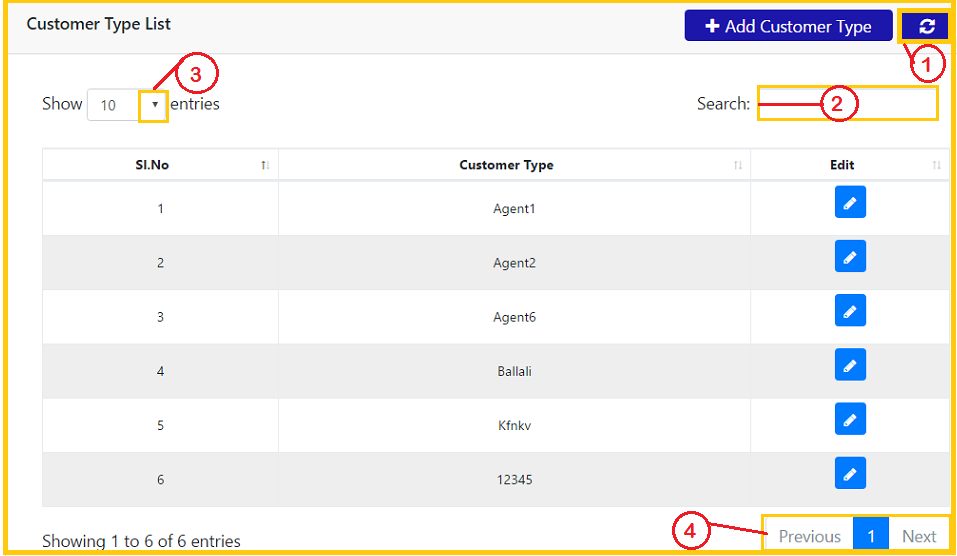 Customer Type List
Add Customer Type
1
3
Show 10 entries
Search: 2
Sl.No Customer Type Edit
1 Agent1
2 Agent2
3 Agent6
4 Ballali
5 Kfnkv
6 12345
4
Showing 1 to 6 of 6 entries
Previous 1 Next